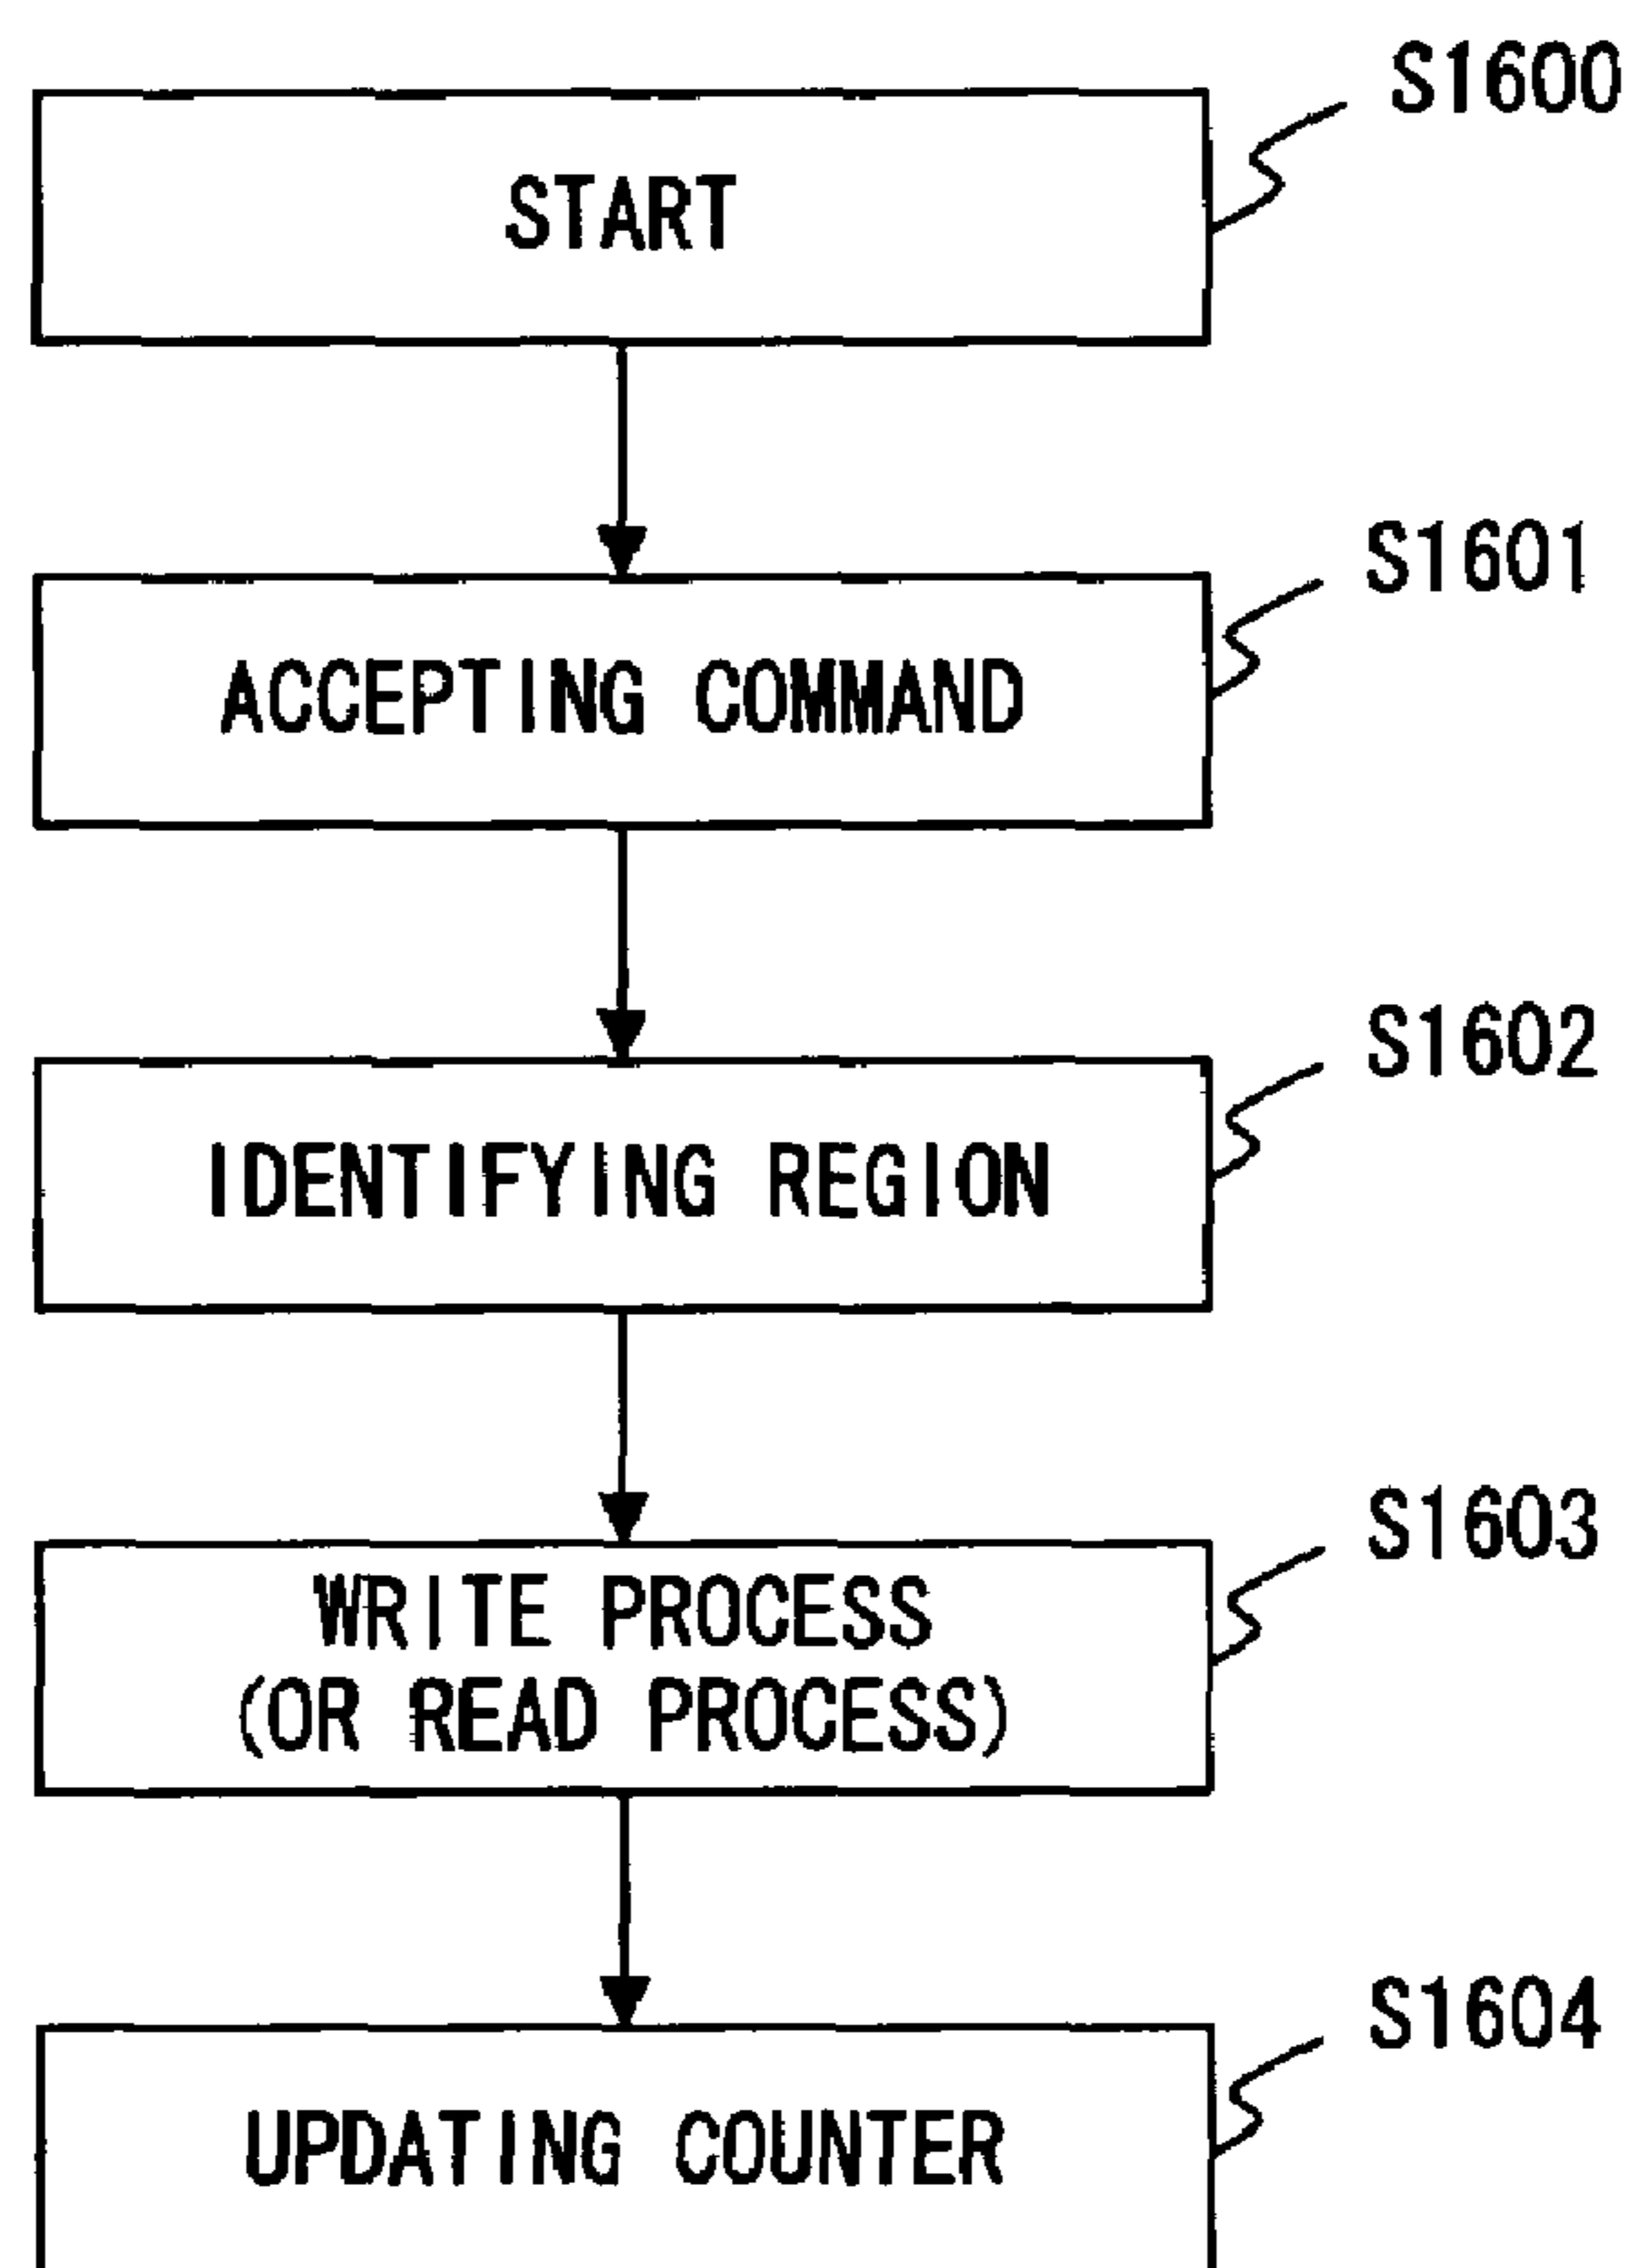 S1600
START
S1601
ACCEPTING COMMAND
S1602
IDENTIFYING REGION
S1603
WRITE PROCESS
(OR READ PROCESS)
S1604
UPDATING COUNTER